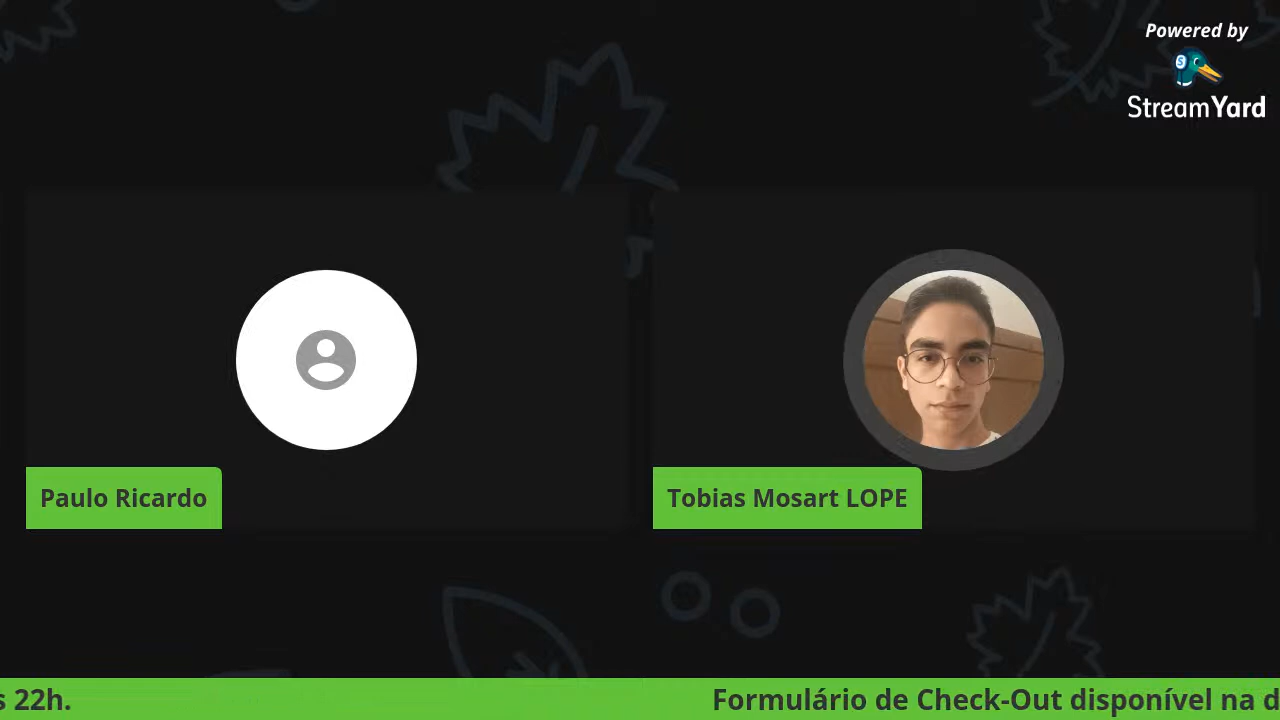 Powered by
StreamYard
Paulo Ricardo
Tobias Mosart LOPE
s 22h.
Formulário de Check-Out disponível na d